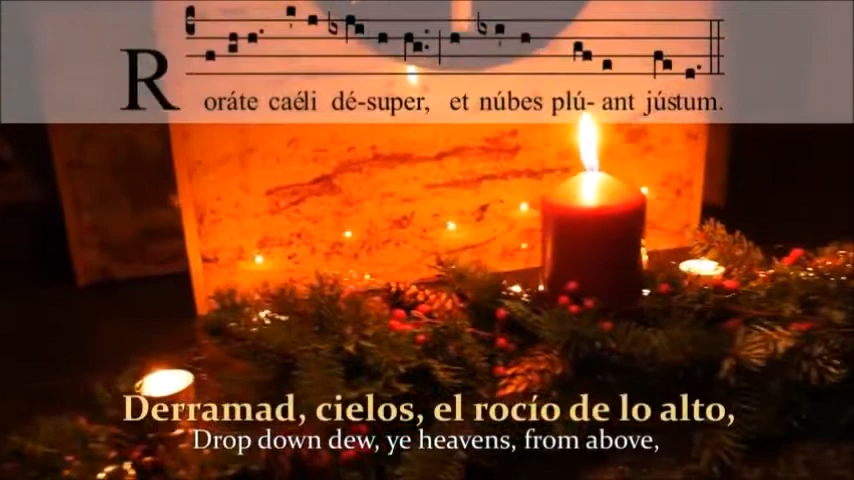 Roráte caéli dé-super, et núbes plú- ant jústum.
Derramad, cielos, el rocío de lo alto,
Drop down dew, ye heavens, from above,